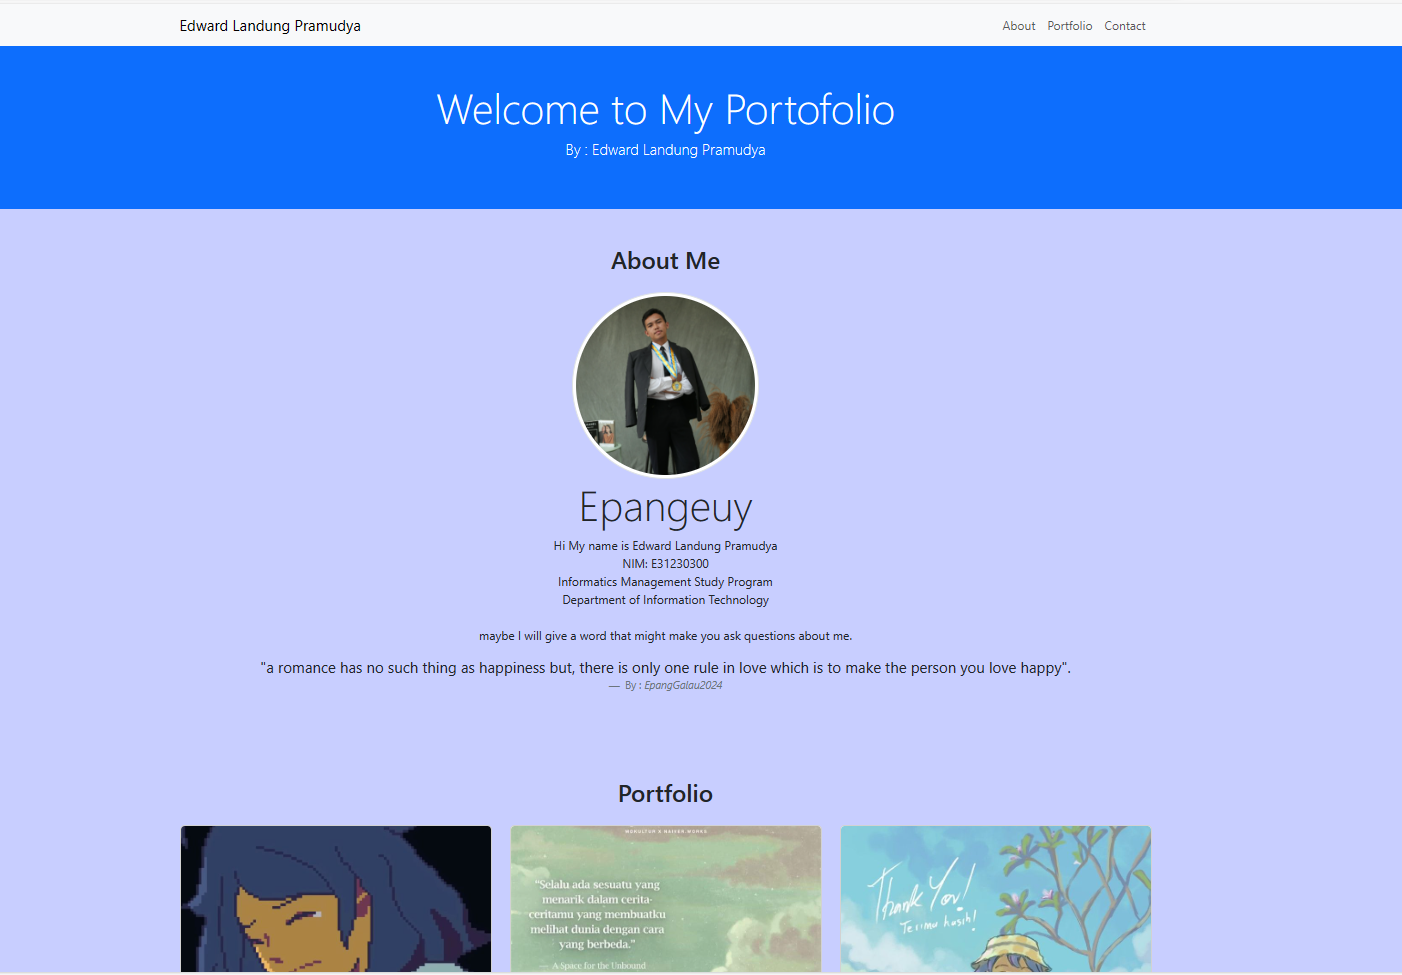 Edward Landung Pramudya
About Portfolio Contact
Welcome to My Portofolio
By : Edward Landung Pramudya
About Me
Epangeuy
Hi My name is Edward Landung Pramudya
NIM: E31230300
Informatics Management Study Program
Department of Information Technology
maybe I will give a word that might make you ask questions about me.
"a romance has no such thing as happiness but, there is only one rule in love which is to make the person you love happy".
— By : EpangGalau2024
Portfolio
"Selalu ada sesuatu yang
menarik dalam cerita-
ceritamu yang membuatku
melihat dunia dengan cara
yang berbeda."
— A Space for the Unbound
Thank You!
Terima kasih!